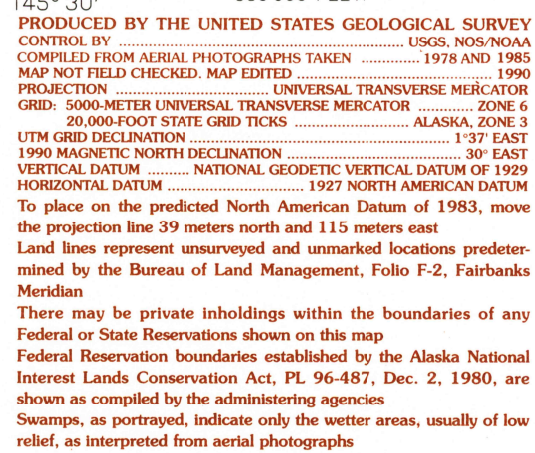 145° 30'
PRODUCED BY THE UNITED STATES GEOLOGICAL SURVEY
CONTROL BY ........................................ USGS, NOS/NOAA
COMPILED FROM AERIAL PHOTOGRAPHS TAKEN ............ 1978 AND 1985
MAP NOT FIELD CHECKED. MAP EDITED ........................ 1990
PROJECTION ........................ UNIVERSAL TRANSVERSE MERCATOR
GRID: 5000-METER UNIVERSAL TRANSVERSE MERCATOR ............ ZONE 6
20,000-FOOT STATE GRID TICKS ........................ ALASKA, ZONE 3
UTM GRID DECLINATION ........................................ 1°37' EAST
1990 MAGNETIC NORTH DECLINATION ........................ 30° EAST
VERTICAL DATUM .......... NATIONAL GEODETIC VERTICAL DATUM OF 1929
HORIZONTAL DATUM ........................ 1927 NORTH AMERICAN DATUM
To place on the predicted North American Datum of 1983, move
the projection line 39 meters north and 115 meters east
Land lines represent unsurveyed and unmarked locations predeter-
mined by the Bureau of Land Management, Folio F-2, Fairbanks
Meridian
There may be private inholdings within the boundaries of any
Federal or State Reservations shown on this map
Federal Reservation boundaries established by the Alaska National
Interest Lands Conservation Act, PL 96-487, Dec. 2, 1980, are
shown as compiled by the administering agencies
Swamps, as portrayed, indicate only the wetter areas, usually of low
relief, as interpreted from aerial photographs